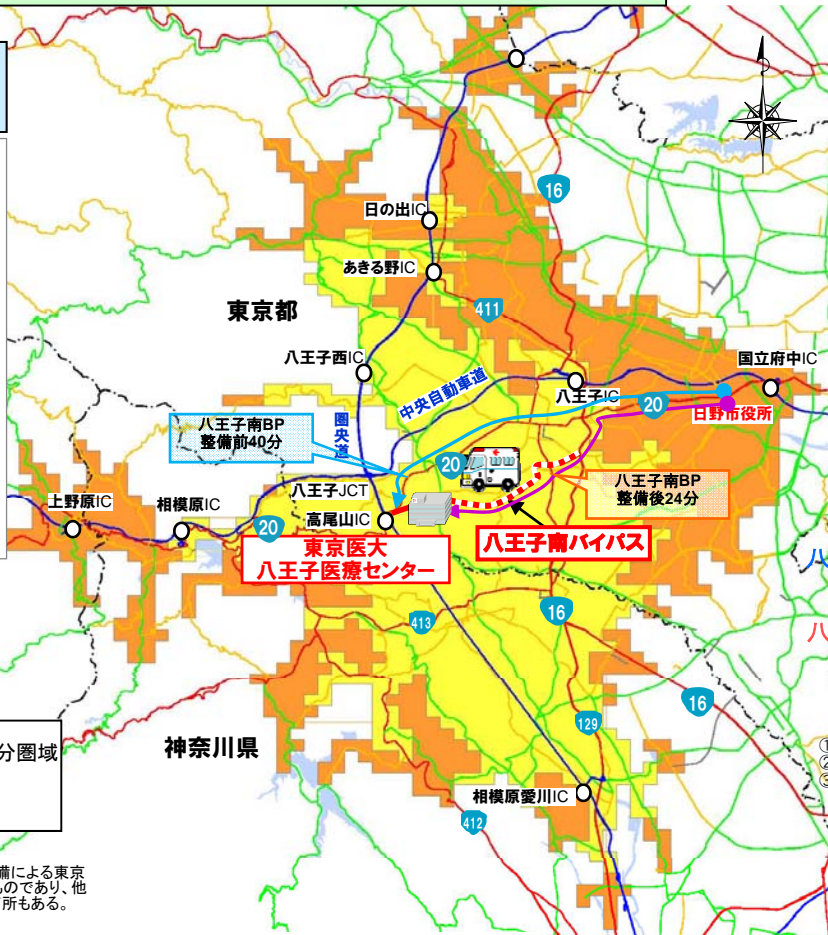 16
日の出IC
あきる野IC
411
東京都
八王子西IC
国立府中IC
中央自動車道
八王子IC
20
日野市役所
八王子南BP
整備前40分
圏央道
20
八王子南BP
整備後24分
八王子JCT
上野原IC
相模原IC
20
高尾山IC
東京医大
八王子医療センター
八王子南バイパス
八
413
16
八
16
129
分圏域
神奈川県
①
②
③
相模原愛川IC
412
備による東京
ものであり、他
所もある。